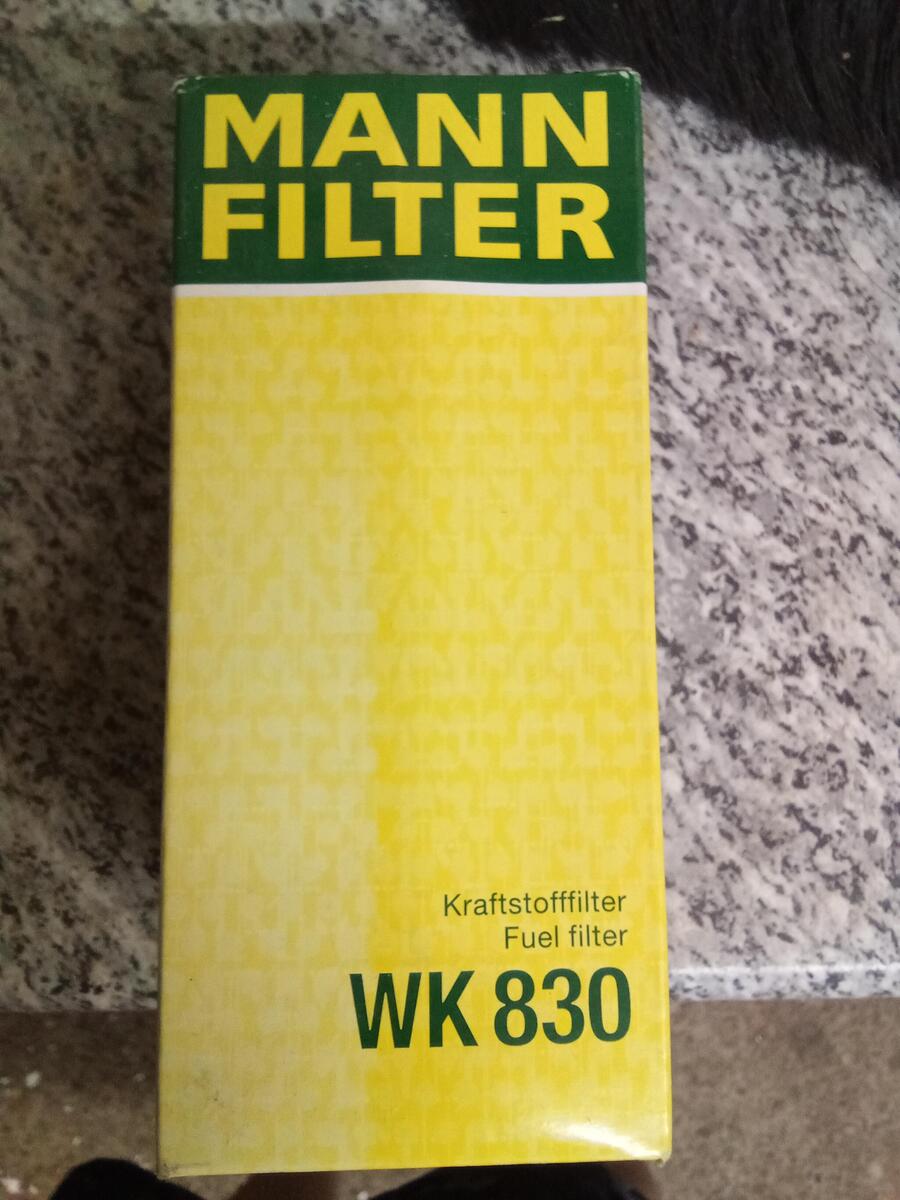 MANN
FILTER
Kraftstofffilter
Fuel filter
WK 830